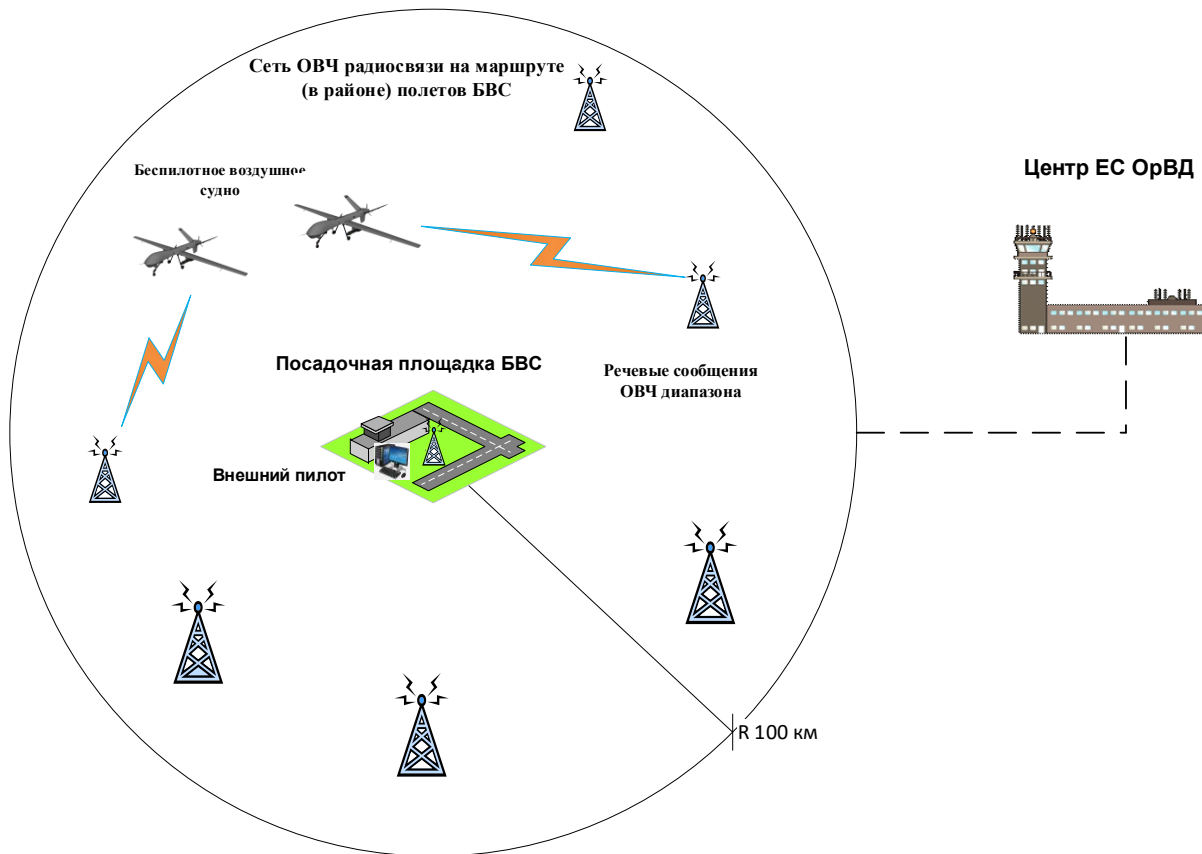 Сеть ОВЧ радиосвязи на маршруте
(в районе) полетов БВС
Беспилотное воздушное
судно
Центр ЕС ОрВД
Посадочная площадка БВС
Речевые сообщения
ОВЧ диапазона
Внешний пилот
R 100 км